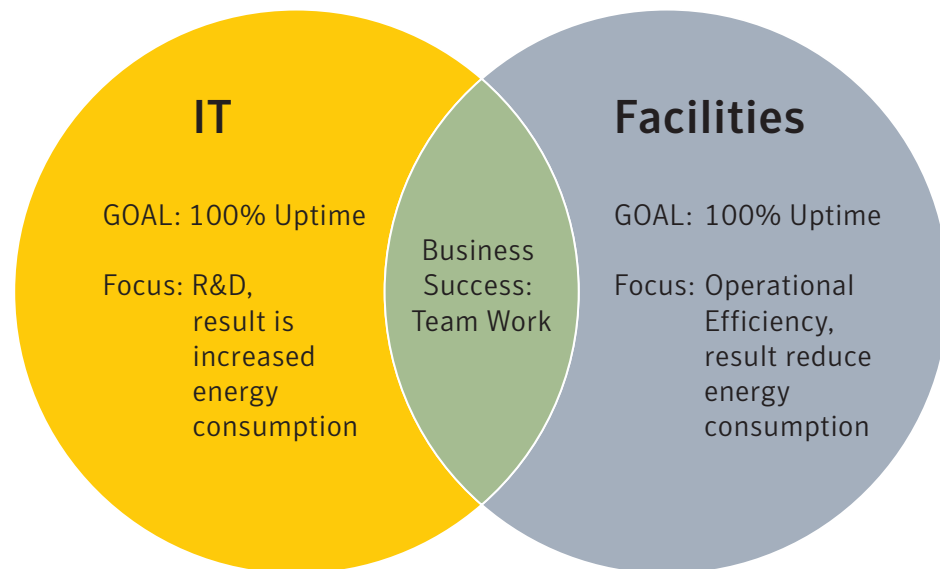 IT
GOAL: 100% Uptime
Focus: R&D,
result is
increased
energy
consumption
Business
Success:
Team Work
Facilities
GOAL: 100% Uptime
Focus: Operational
Efficiency,
result reduce
energy
consumption